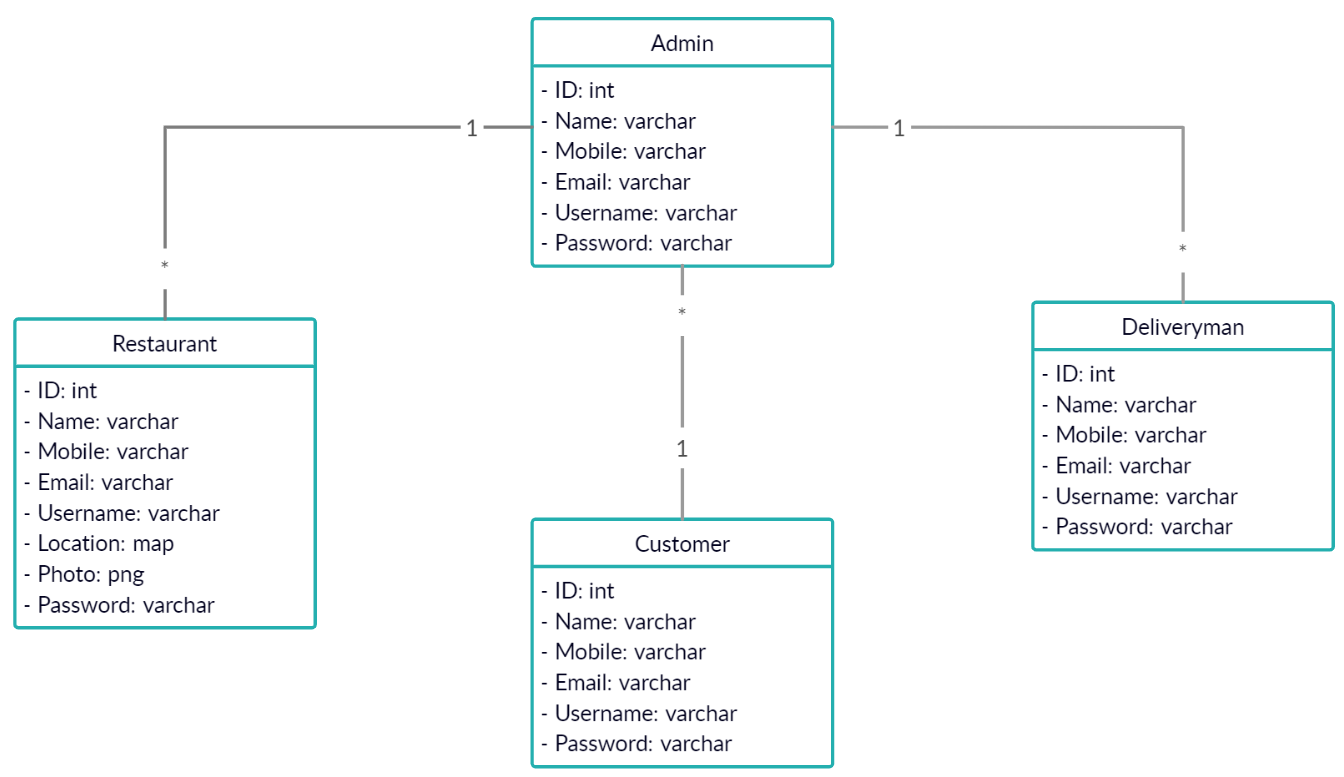 Admin
- ID: int
- Name: varchar
- Mobile: varchar
- Email: varchar
- Username: varchar
- Password: varchar
1
1
*
*
*
1
Restaurant
- ID: int
- Name: varchar
- Mobile: varchar
- Email: varchar
- Username: varchar
- Location: map
- Photo: png
- Password: varchar
Deliveryman
- ID: int
- Name: varchar
- Mobile: varchar
- Email: varchar
- Username: varchar
- Password: varchar
Customer
- ID: int
- Name: varchar
- Mobile: varchar
- Email: varchar
- Username: varchar
- Password: varchar